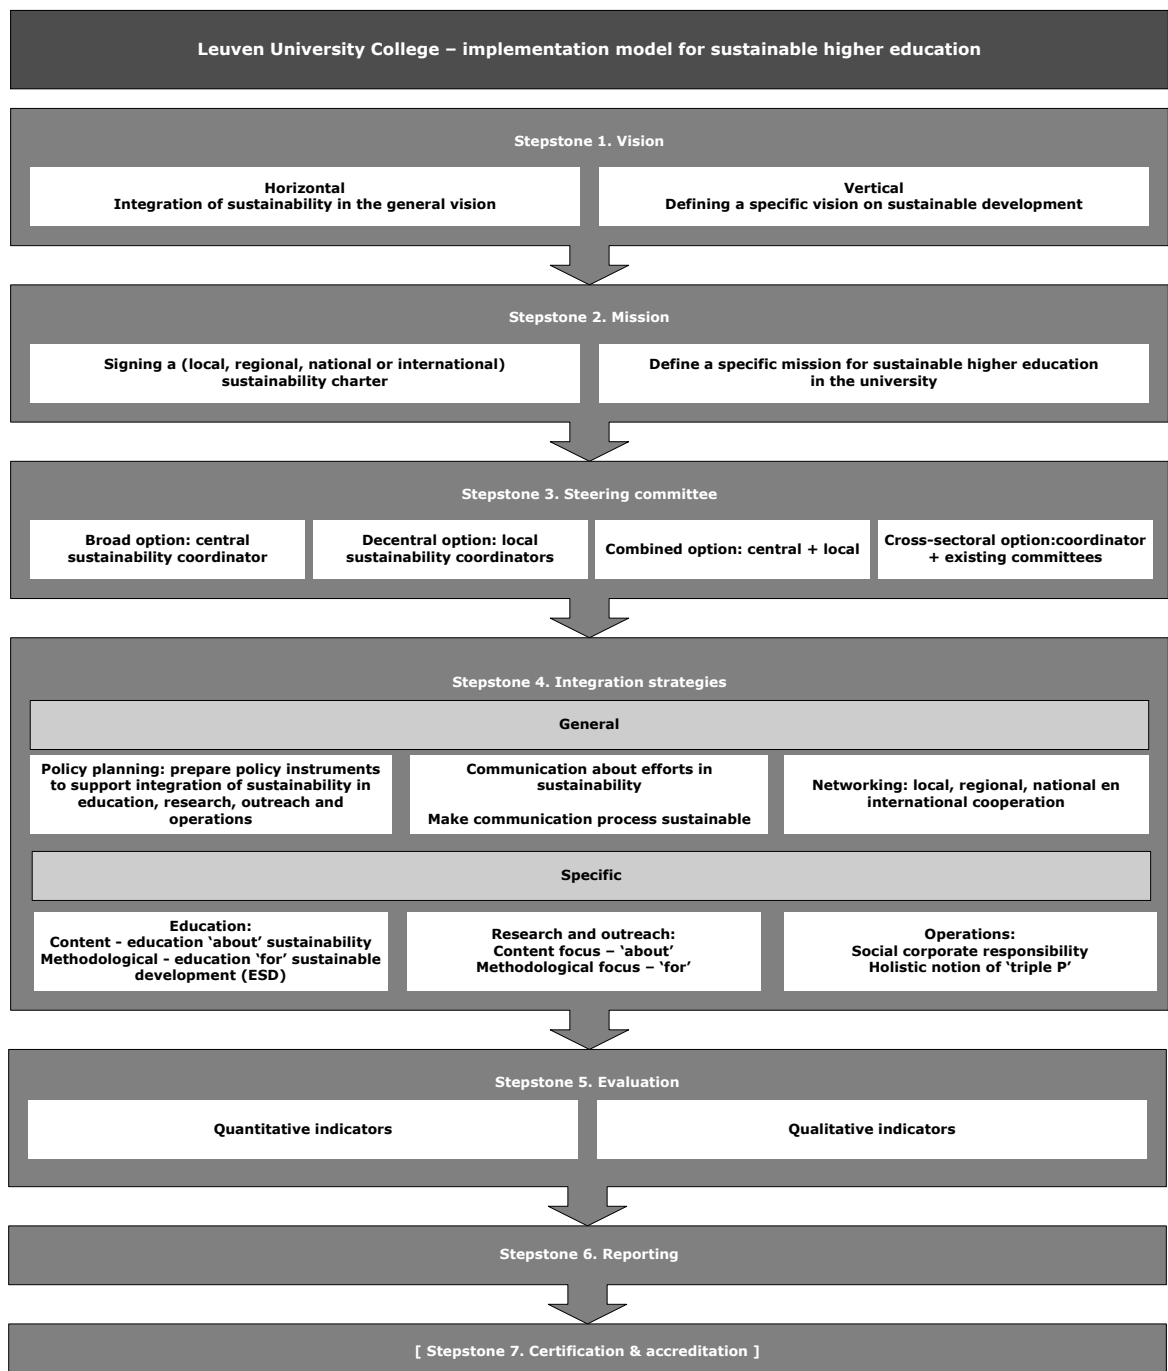 Leuven University College – implementation model for sustainable higher education
Stepstone 1. Vision
Horizontal
Integration of sustainability in the general vision
Vertical
Defining a specific vision on sustainable development
Stepstone 2. Mission
Signing a (local, regional, national or international)
sustainability charter
Define a specific mission for sustainable higher education
in the university
Stepstone 3. Steering committee
Broad option: central
sustainability coordinator
Decentral option: local
sustainability coordinators
Combined option: central + local
Cross-sectoral option:coordinator
+ existing committees
Stepstone 4. Integration strategies
General
Policy planning: prepare policy instruments
to support integration of sustainability in
education, research, outreach and
operations
Communication about efforts in
sustainability
Make communication process sustainable
Networking: local, regional, national en
international cooperation
Specific
Education:
Content - education ‘about’ sustainability
Methodological - education ‘for’ sustainable
development (ESD)
Research and outreach:
Content focus – ‘about’
Methodological focus – ‘for’
Operations:
Social corporate responsibility
Holistic notion of ‘triple P’
Stepstone 5. Evaluation
Quantitative indicators
Qualitative indicators
Stepstone 6. Reporting
[ Stepstone 7. Certification & accreditation ]